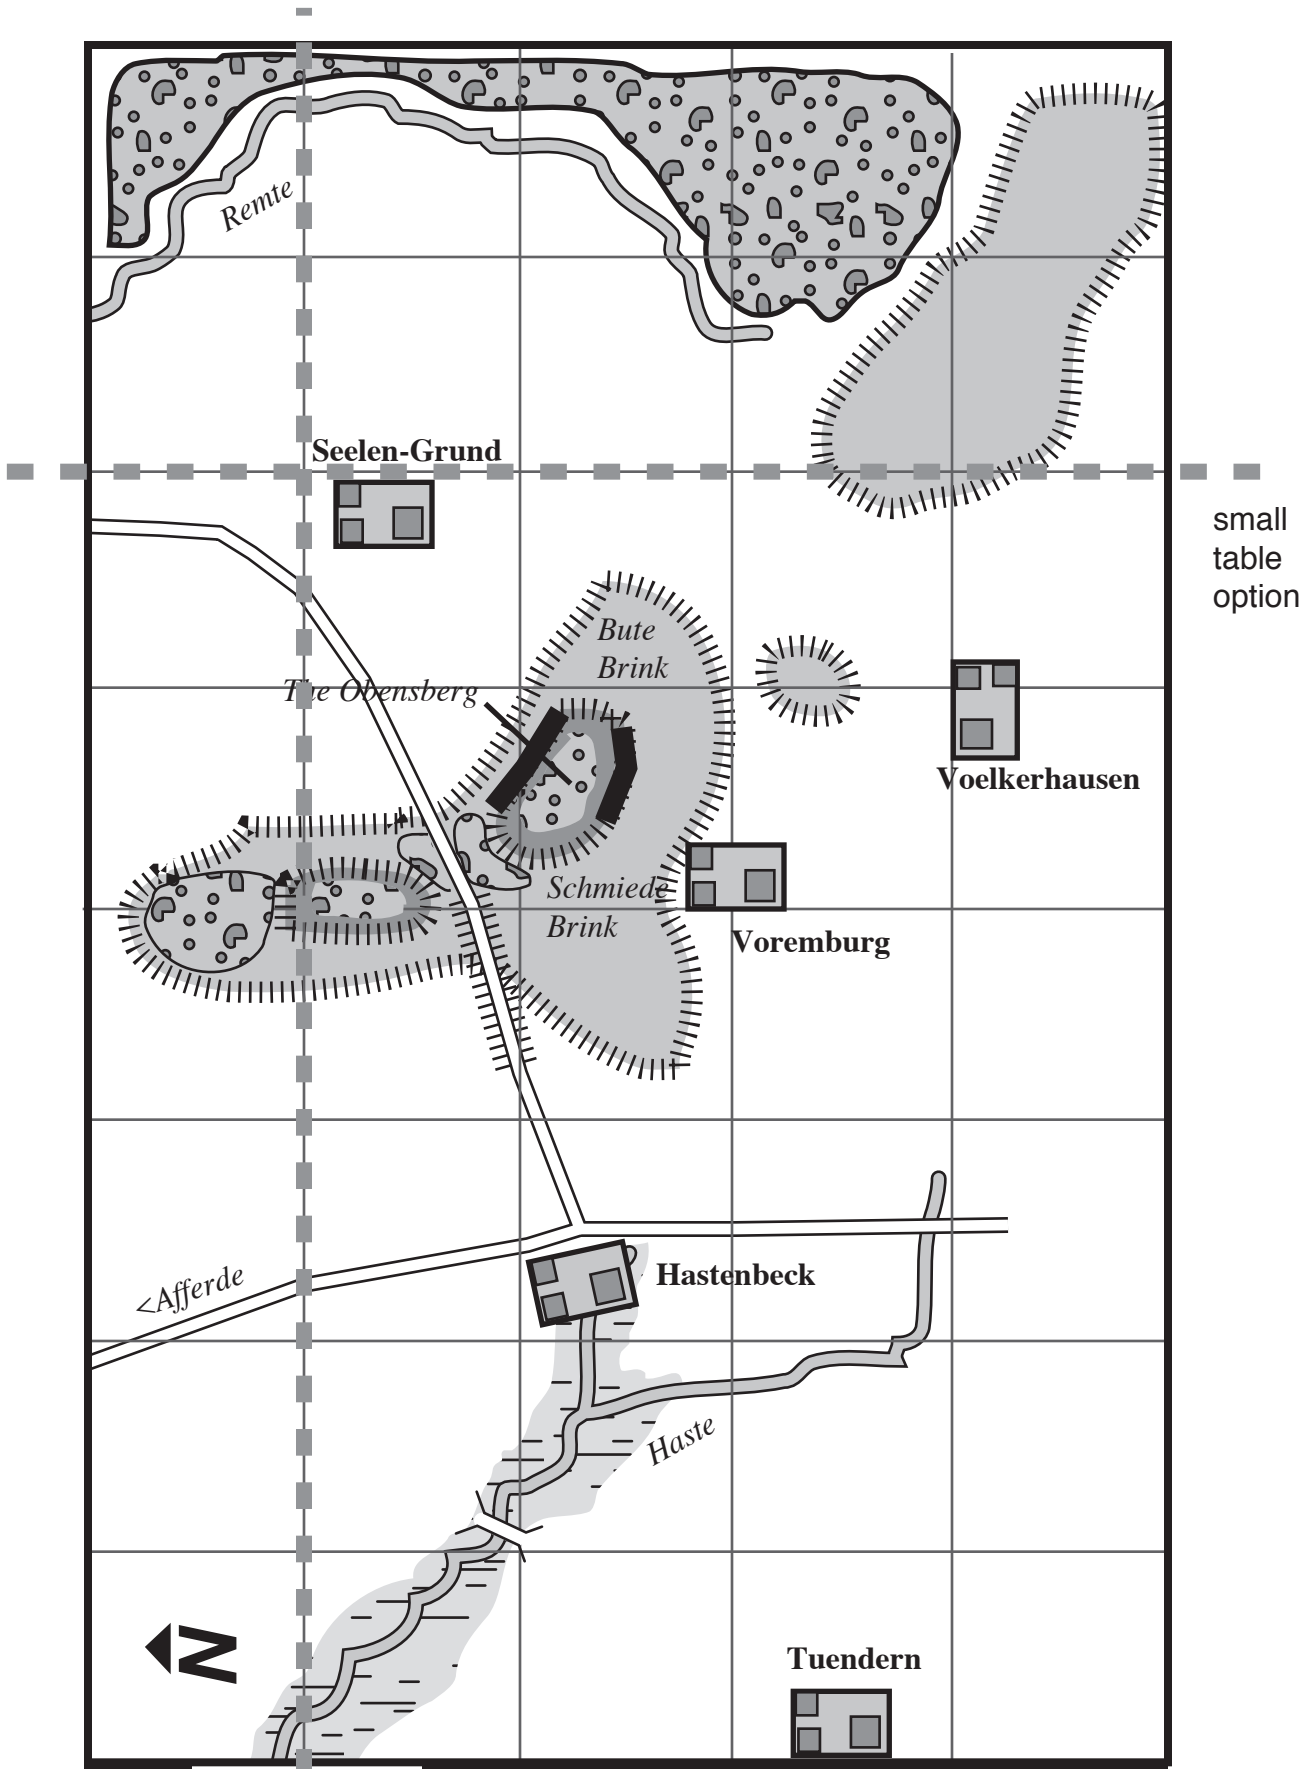 Remte
Seelen-Grund
small
table
option
Bute
Brink
The Obensberg
Voelkerhausen
Schmiede
Brink
Voremburg
<Afferde
Hastenbeck
Haste
N
Tuendern